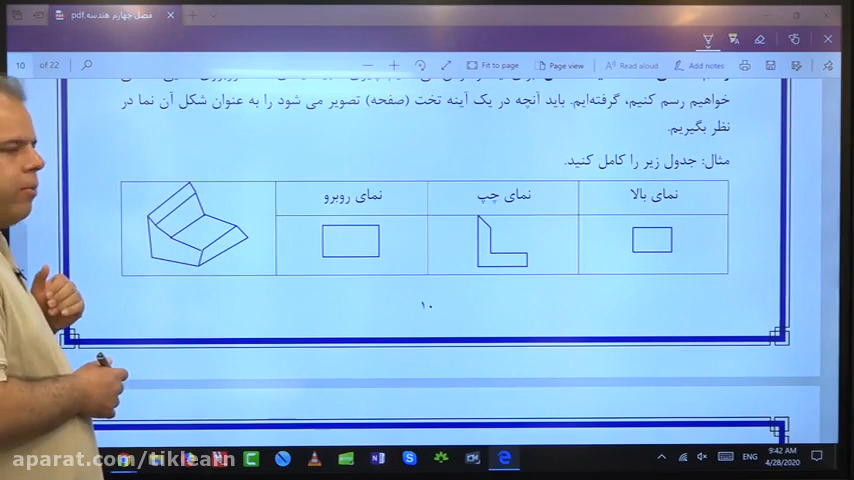 فصل چهارم هندسه.pdf
10 of 22
Fit to page
Page view
Read aloud
Add notes
خواهیم رسم کنیم، گرفته‌ایم. باید آنچه در یک آینه تخت (صفحه) تصویر می شود را به عنوان شکل آن نما در
نظر بگیریم.
مثال: جدول زیر را کامل کنید.
نمای بالا
نمای چپ
نمای روبرو
۱۰
aparat.com/tiklearn
ENG
9:42 AM
4/28/2020